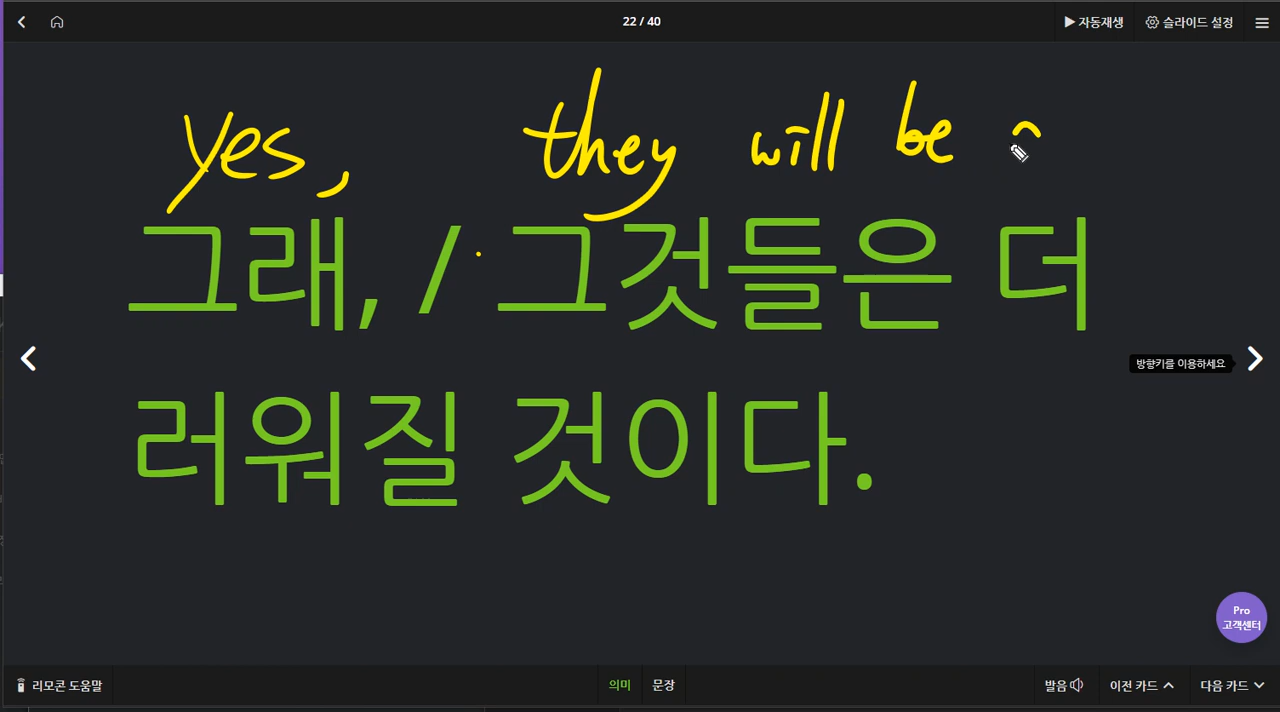 22 / 40
자동재생
슬라이드 설정
yes, they will be
그래, / 그것들은 더
러워질 것이다.
방향키를 이용하세요
Pro
고객센터
리모콘 도움말
의미
문장
발음
이전 카드
다음 카드